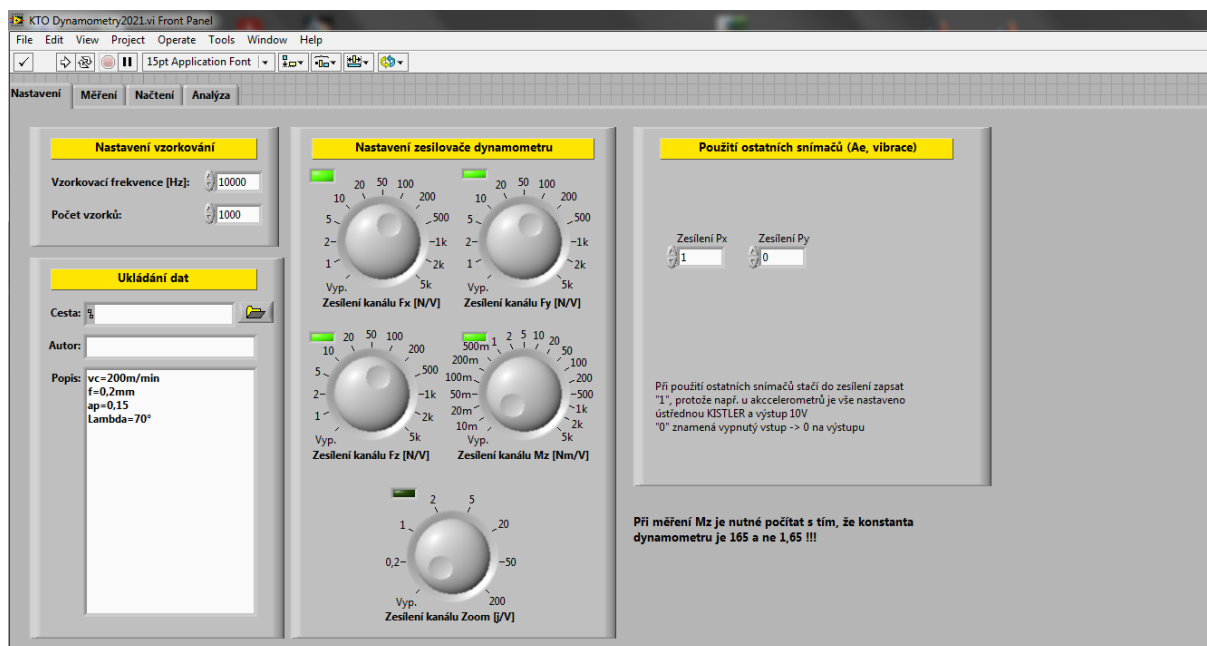 KTO Dynamometry2021.vi Front Panel
File Edit View Project Operate Tools Window Help
15pt Application Font
Nastavení Měření Načtení Analýza
Nastavení vzorkování
Vzorkovací frekvence [Hz]: 10000
Počet vzorků: 1000
Ukládání dat
Cesta:
Autor:
Popis: vc=200m/min
f=0,2mm
ap=0,15
Lambda=70°
Nastavení zesilovače dynamometru
Vyp. 1 2 5 10 20 50 100 200 500 1k 2k 5k
Zesílení kanálu Fx [N/V]
Vyp. 1 2 5 10 20 50 100 200 500 1k 2k 5k
Zesílení kanálu Fy [N/V]
Vyp. 1 2 5 10 20 50 100 200 500 1k 2k 5k
Zesílení kanálu Fz [N/V]
Vyp. 10m 20m 50m 100m 200m 500m 1 2 5 10 20 50 100 200 500 1k 2k 5k
Zesílení kanálu Mz [Nm/V]
Vyp. 0,2 1 2 5 20 50 200
Zesílení kanálu Zoom [j/V]
Použití ostatních snímačů (Ae, vibrace)
Zesílení Px Zesílení Py
1 0
Při použití ostatních snímačů stačí do zesílení zapsat
"1", protože např. u akccelerometrů je vše nastaveno
ústřednou KISTLER a výstup 10V
"0" znamená vypnutý vstup -> 0 na výstupu
Při měření Mz je nutné počítat s tím, že konstanta
dynamometru je 165 a ne 1,65 !!!